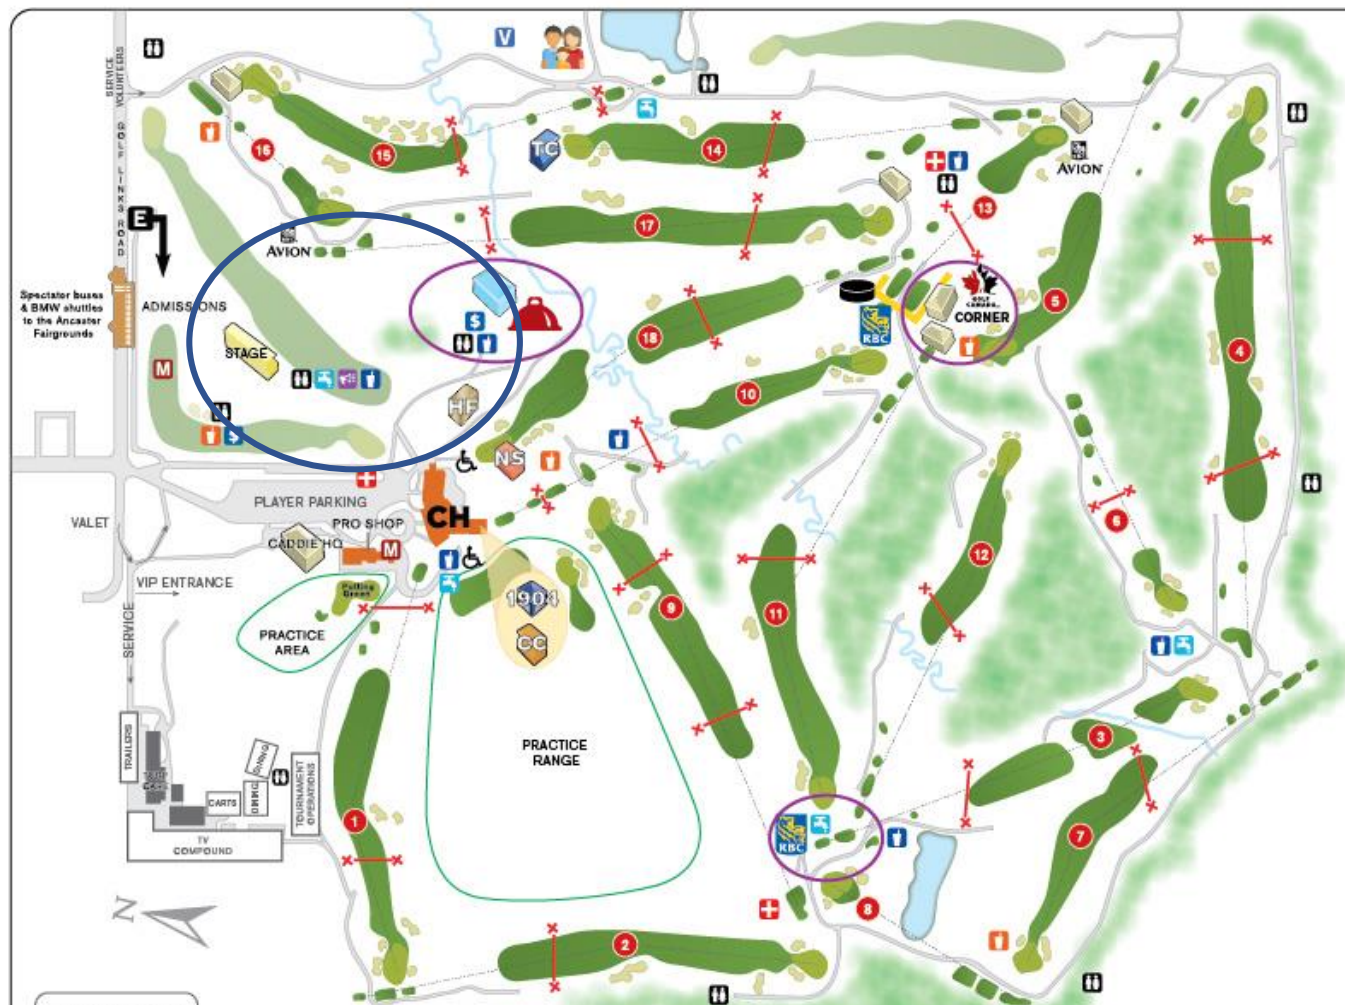 SERVICE
VOLUNTEERS
GOLF LINKS ROAD
V
16
15
TC
14
13
AVION
17
E
AVION
ADMISSIONS
Spectator buses
& BMW shuttles
to the Ancaster
Fairgrounds
STAGE
$
M
$
HF
18
RBC
GOLF
CANADA
CORNER
5
4
10
NS
PLAYER PARKING
VALET
PRO SHOP
CH
CADDIE HQ
M
VIP ENTRANCE
Putting
Green
PRACTICE
AREA
SERVICE
1904
CC
9
11
12
6
PRACTICE
RANGE
3
7
TRAILERS
DINING
DINING
CARTS
TOURNAMENT
OPERATIONS
TV
COMPOUND
1
RBC
8
N
2